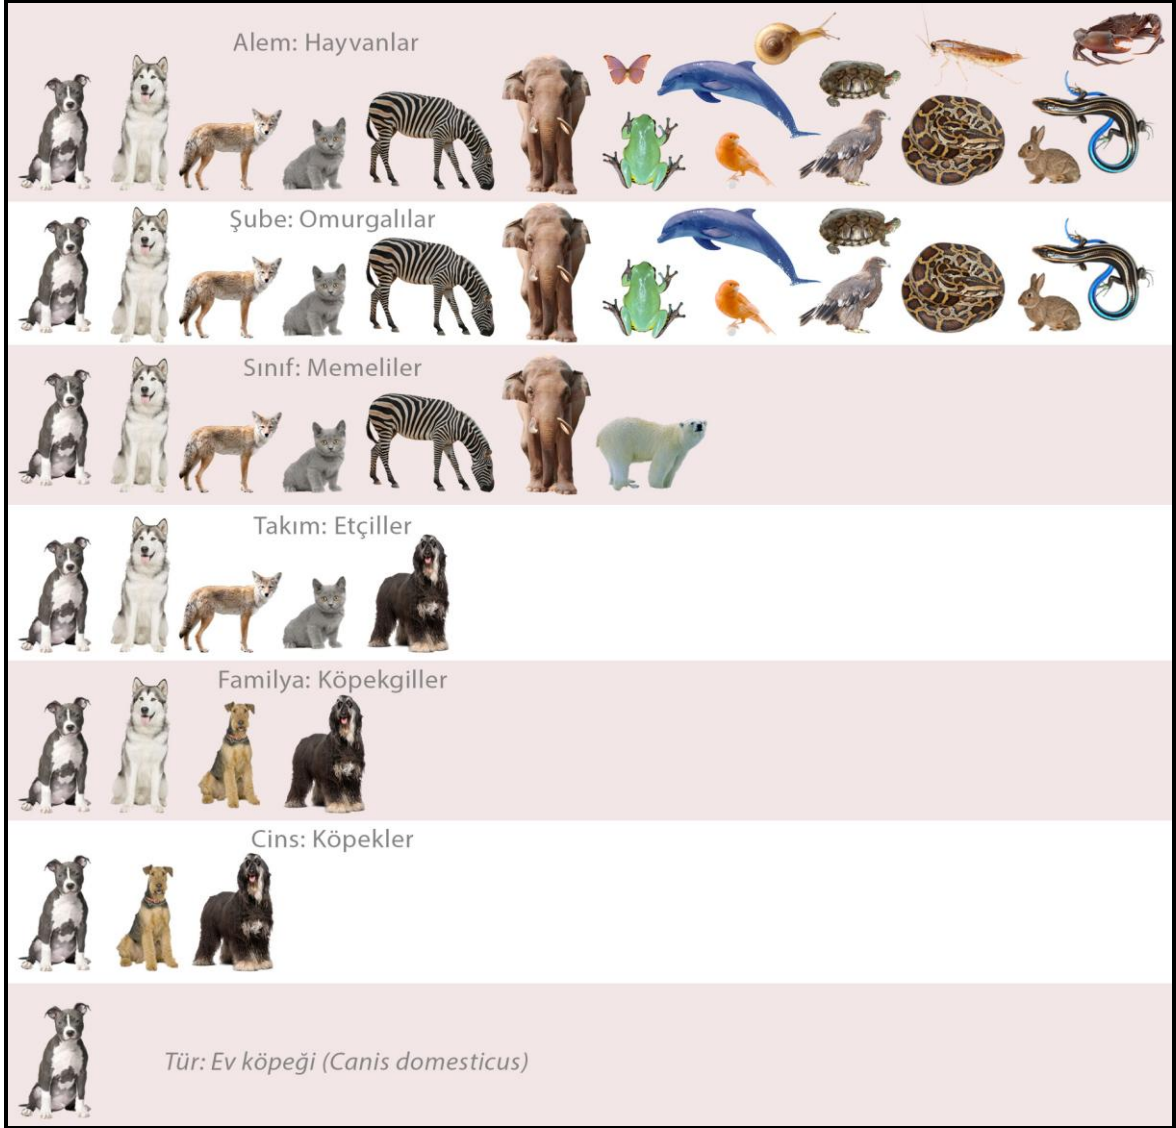 Alem: Hayvanlar
Şube: Omurgalılar
Sınıf: Memeliler
Takım: Etçiller
Familya: Köpekgiller
Cins: Köpekler
Tür: Ev köpeği (Canis domesticus)